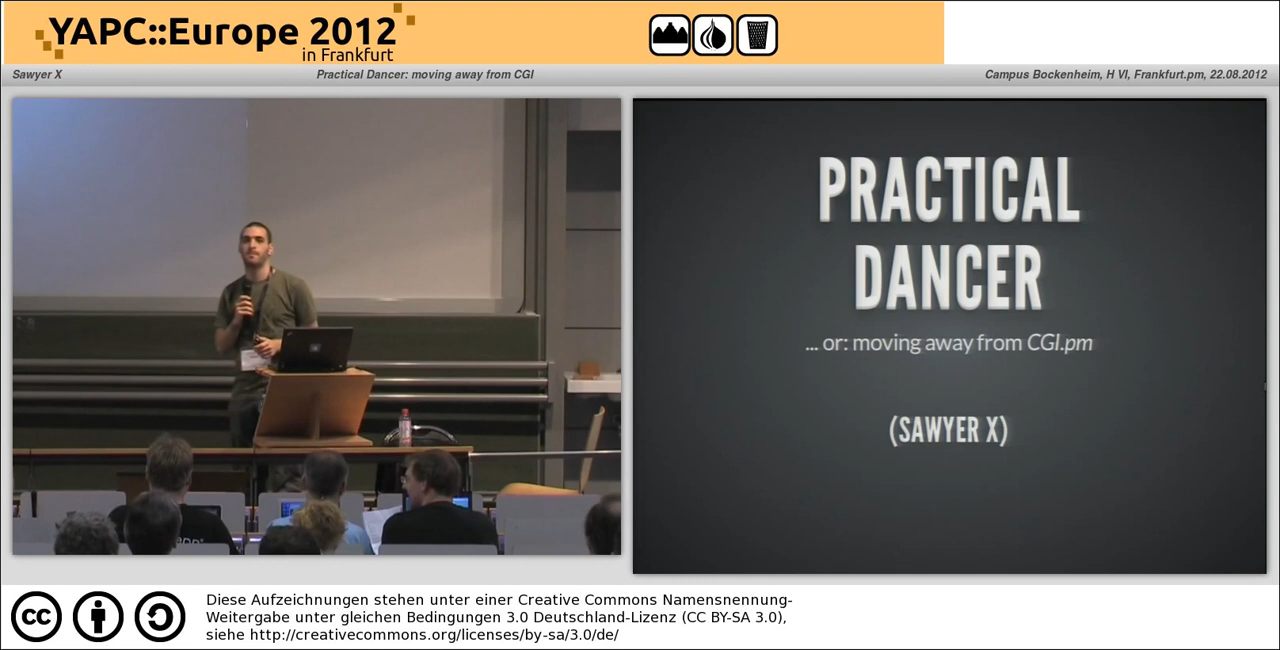 YAPC::Europe 2012
in Frankfurt
Sawyer X
Practical Dancer: moving away from CGI
Campus Bockenheim, H VI, Frankfurt.pm, 22.08.2012
PRACTICAL
DANCER
... or: moving away from CGI.pm
(SAWYER X)
cc
Diese Aufzeichnungen stehen unter einer Creative Commons Namensnennung-
Weitergabe unter gleichen Bedingungen 3.0 Deutschland-Lizenz (CC BY-SA 3.0),
siehe http://creativecommons.org/licenses/by-sa/3.0/de/